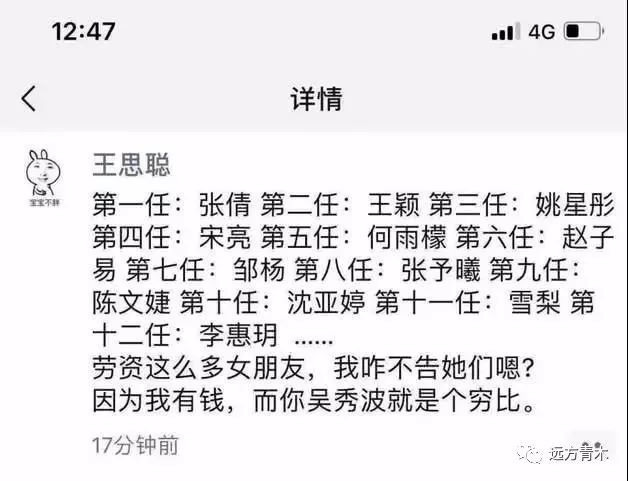 12:47 4G
详情
王思聪
宝宝不胖
第一任：张倩 第二任：王颖 第三任：姚星彤
第四任：宋亮 第五任：何雨檬 第六任：赵子
易 第七任：邹杨 第八任：张予曦 第九任：
陈文婕 第十任：沈亚婷 第十一任：雪梨 第
十二任：李惠玥 ......
劳资这么多女朋友，我咋不告她们嗯？
因为我有钱，而你吴秀波就是个穷比。
17分钟前
远方青木